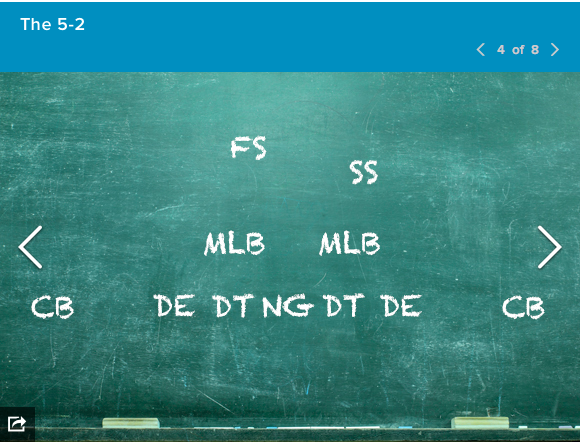 The 5-2
4 of 8
FS
SS
MLB MLB
CB DE DT NG DT DE CB